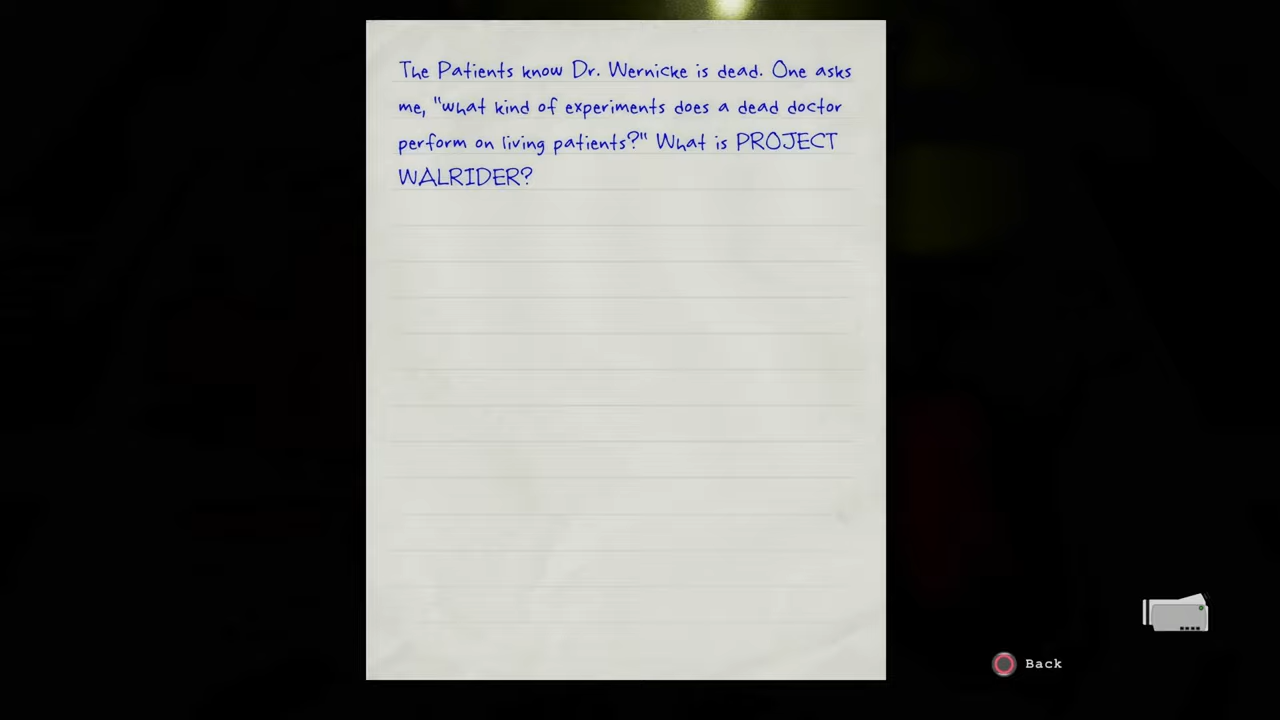 The Patients know Dr. Wernicke is dead. One asks
me, "what kind of experiments does a dead doctor
perform on living patients?" What is PROJECT
WALRIDER?
Back